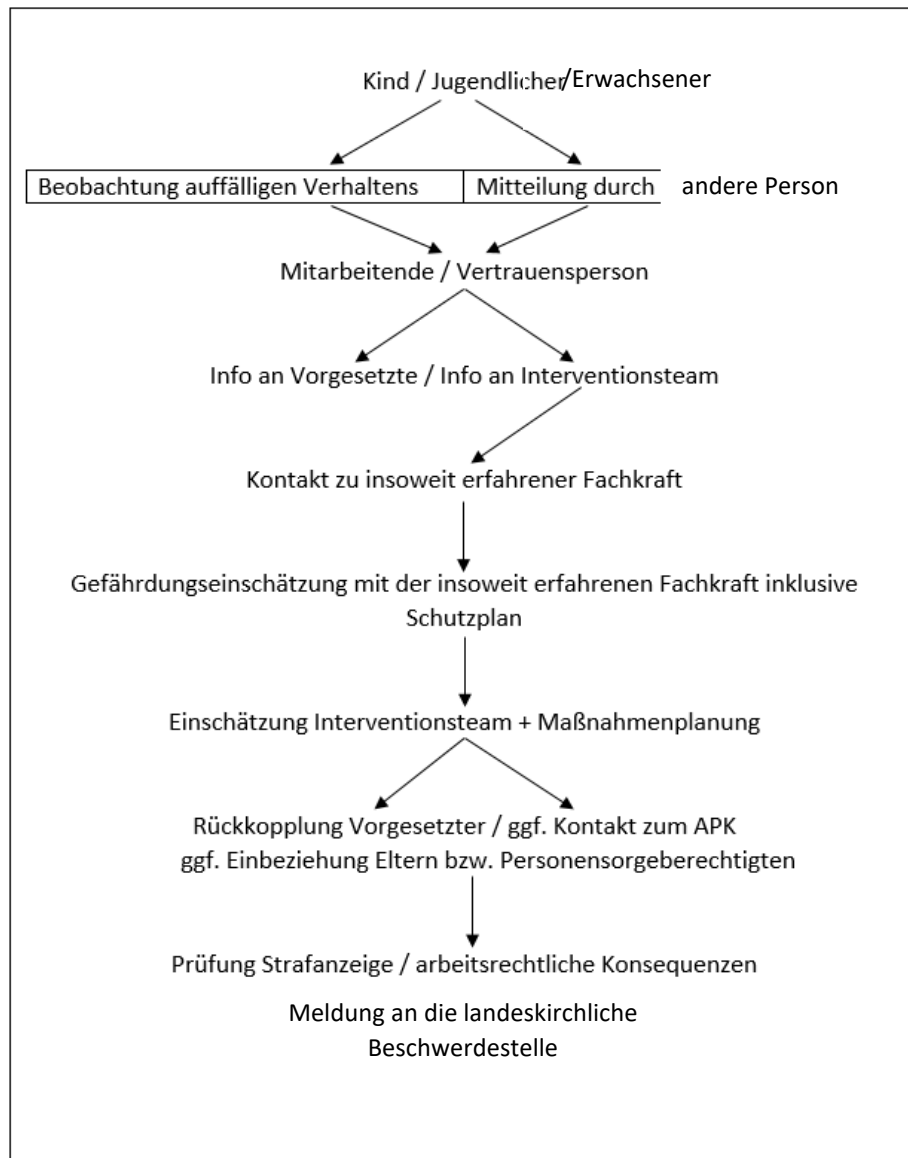 Kind / Jugendlicher/Erwachsener
Beobachtung auffälligen Verhaltens Mitteilung durch andere Person
Mitarbeitende / Vertrauensperson
Info an Vorgesetzte / Info an Interventionsteam
Kontakt zu insoweit erfahrener Fachkraft
Gefährdungseinschätzung mit der insoweit erfahrenen Fachkraft inklusive
Schutzplan
Einschätzung Interventionsteam + Maßnahmenplanung
Rückkopplung Vorgesetzter / ggf. Kontakt zum APK
ggf. Einbeziehung Eltern bzw. Personensorgeberechtigten
Prüfung Strafanzeige / arbeitsrechtliche Konsequenzen
Meldung an die landeskirchliche
Beschwerdestelle